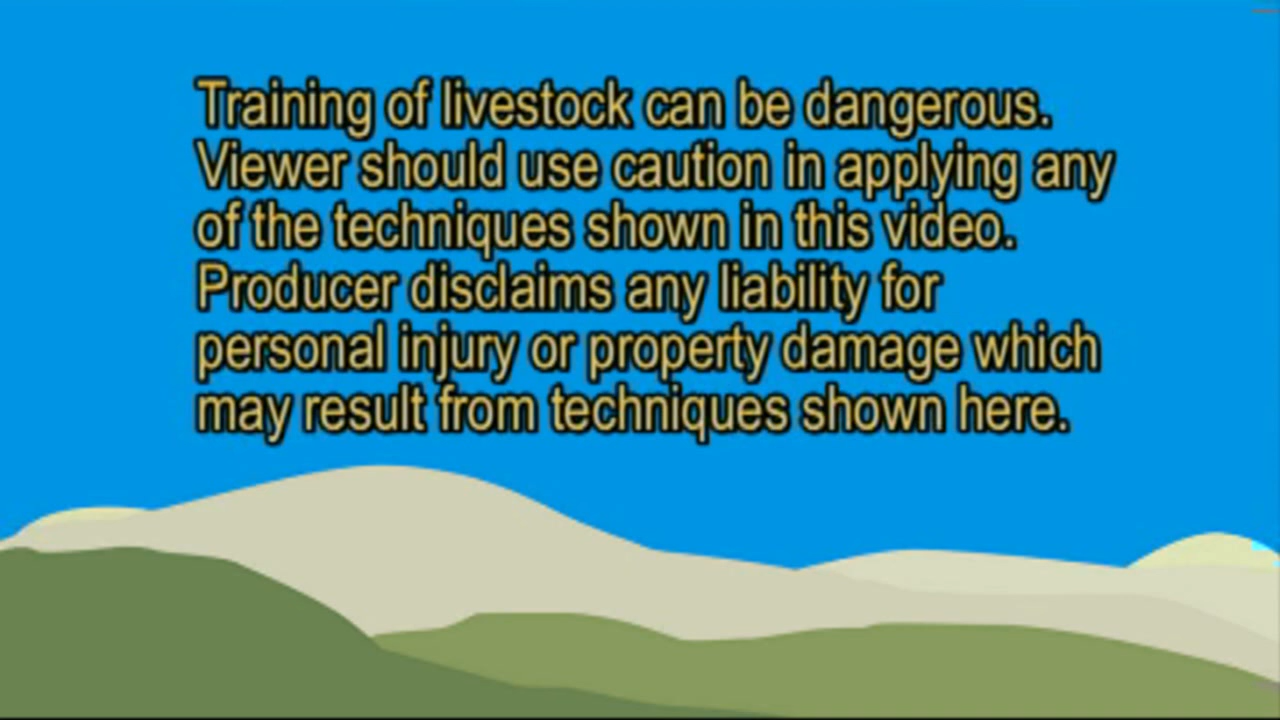 Training of livestock can be dangerous.
Viewer should use caution in applying any
of the techniques shown in this video.
Producer disclaims any liability for
personal injury or property damage which
may result from techniques shown here.